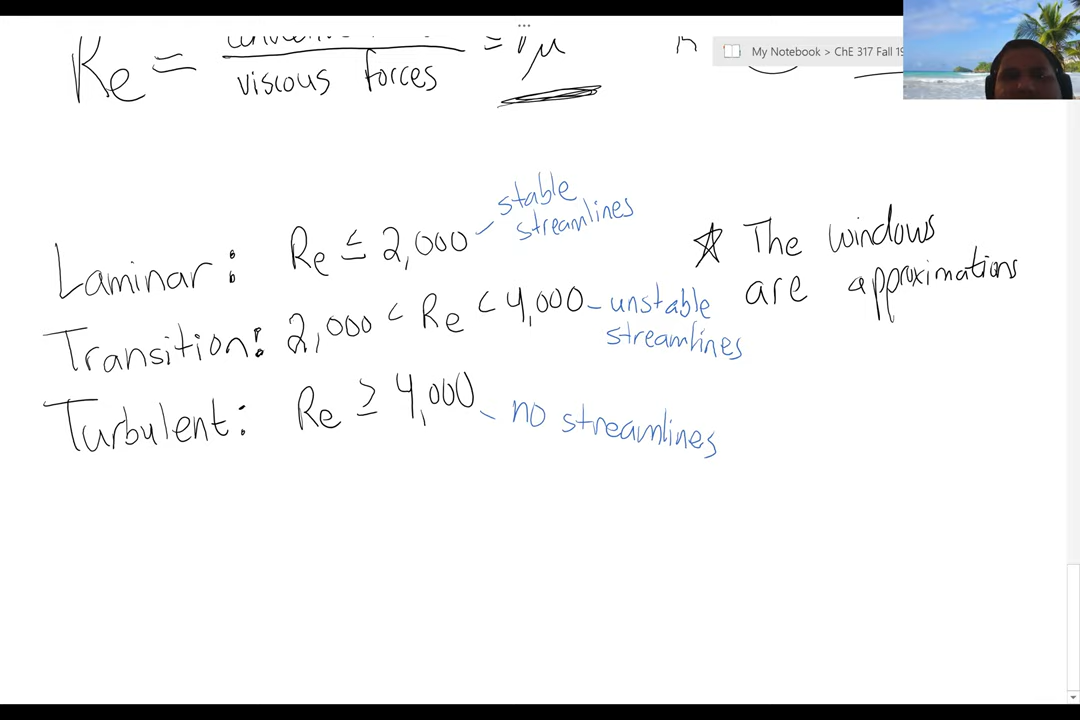 Re = viscous forces = μ
My Notebook > ChE 317 Fall 19
Laminar: Re ≤ 2,000 - stable streamlines
Transition: 2,000 < Re < 4,000 - unstable streamlines
Turbulent: Re ≥ 4,000 - no streamlines
☆ The windows
are approximations